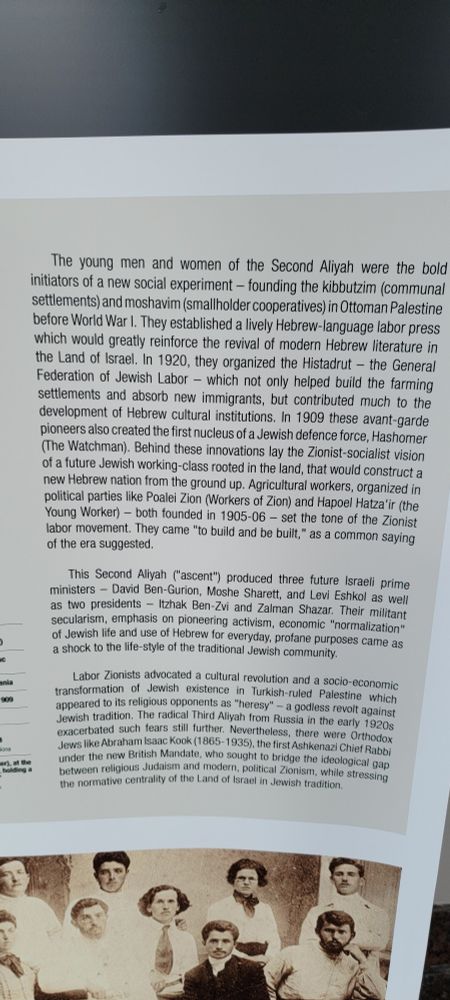 The young men and women of the Second Aliyah were the bold
initiators of a new social experiment – founding the kibbutzim (communal
settlements) and moshavim (smallholder cooperatives) in Ottoman Palestine
before World War I. They established a lively Hebrew-language labor press
which would greatly reinforce the revival of modern Hebrew literature in
the Land of Israel. In 1920, they organized the Histadrut – the General
Federation of Jewish Labor – which not only helped build the farming
settlements and absorb new immigrants, but contributed much to the
development of Hebrew cultural institutions. In 1909 these avant-garde
pioneers also created the first nucleus of a Jewish defence force, Hashomer
(The Watchman). Behind these innovations lay the Zionist-socialist vision
of a future Jewish working-class rooted in the land, that would construct a
new Hebrew nation from the ground up. Agricultural workers, organized in
political parties like Poalei Zion (Workers of Zion) and Hapoel Hatza'ir (the
Young Worker) – both founded in 1905-06 – set the tone of the Zionist
labor movement. They came "to build and be built," as a common saying
of the era suggested.
This Second Aliyah ("ascent") produced three future Israeli prime
ministers – David Ben-Gurion, Moshe Sharett, and Levi Eshkol as well
as two presidents – Itzhak Ben-Zvi and Zalman Shazar. Their militant
secularism, emphasis on pioneering activism, economic "normalization"
of Jewish life and use of Hebrew for everyday, profane purposes came as
a shock to the life-style of the traditional Jewish community.
Labor Zionists advocated a cultural revolution and a socio-economic
transformation of Jewish existence in Turkish-ruled Palestine which
appeared to its religious opponents as "heresy" – a godless revolt against
Jewish tradition. The radical Third Aliyah from Russia in the early 1920s
exacerbated such fears still further. Nevertheless, there were Orthodox
Jews like Abraham Isaac Kook (1865-1935), the first Ashkenazi Chief Rabbi
under the new British Mandate, who sought to bridge the ideological gap
between religious Judaism and modern, political Zionism, while stressing
the normative centrality of the Land of Israel in Jewish tradition.
at the
holding a